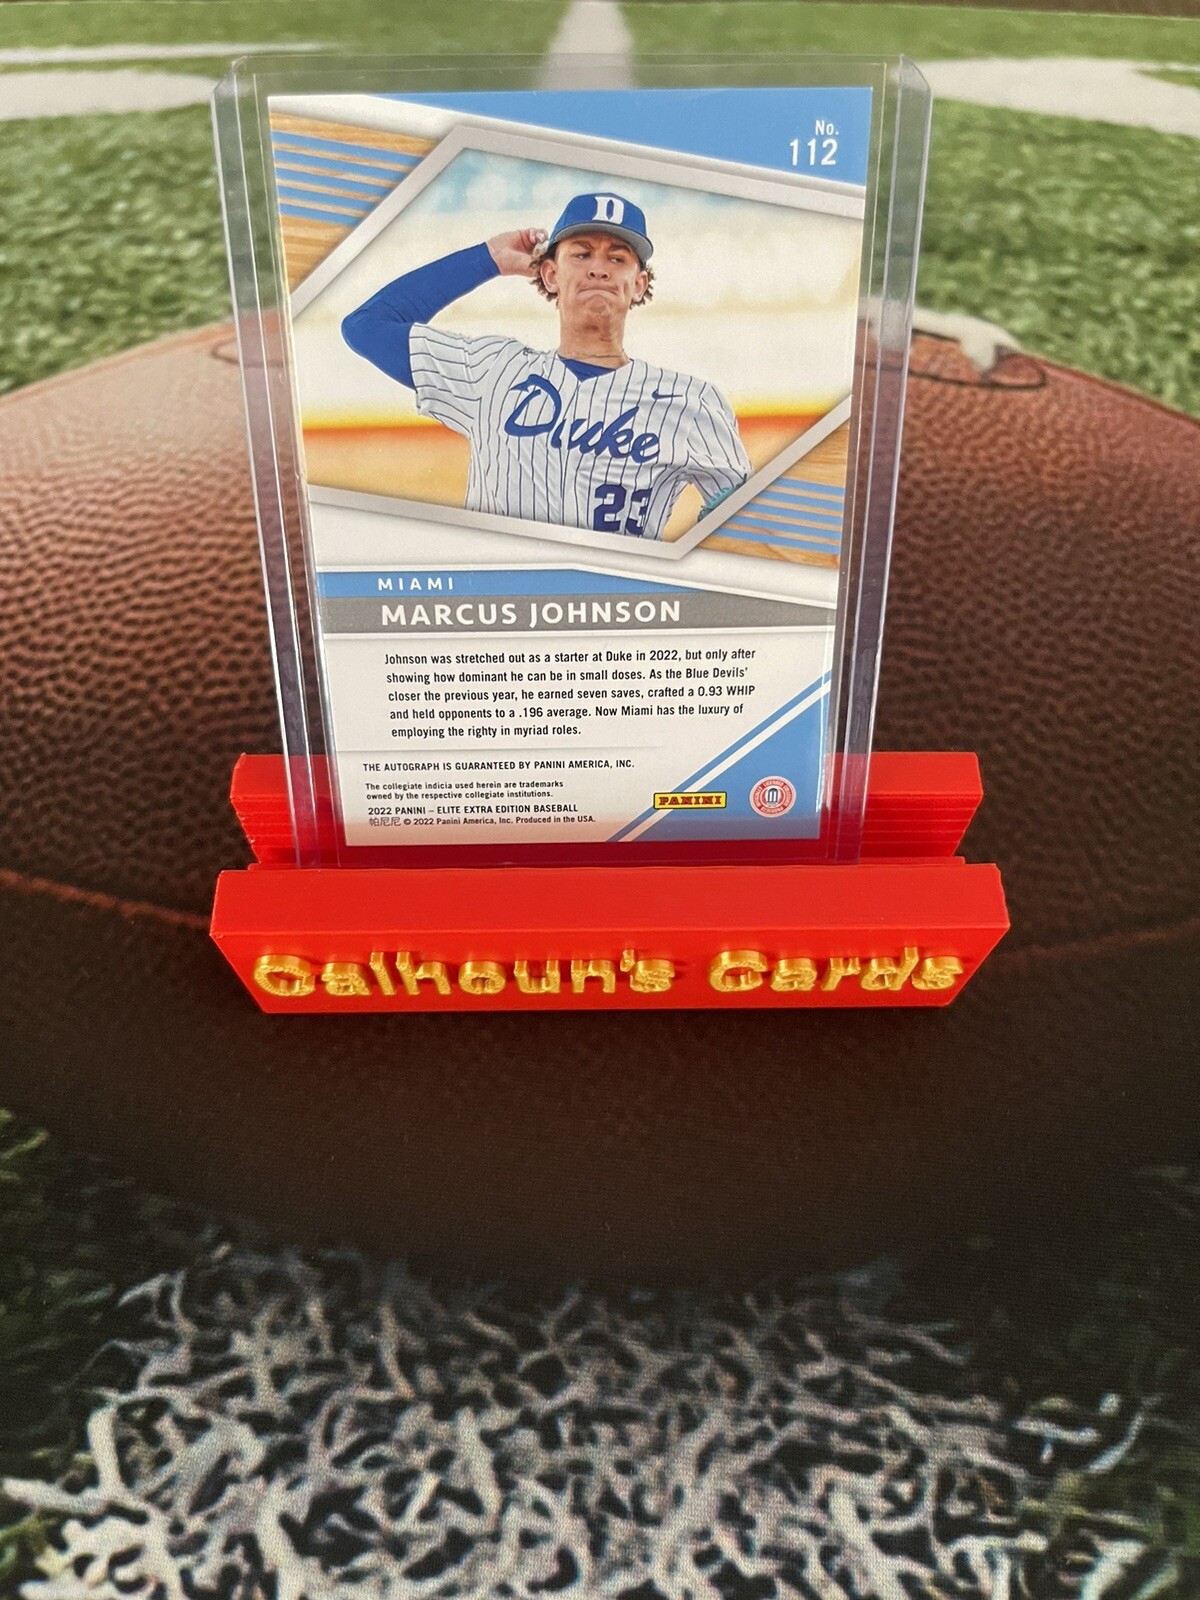 No.
112
D
Duke
23
MIAMI
MARCUS JOHNSON
Johnson was stretched out as a starter at Duke in 2022, but only after
showing how dominant he can be in small doses. As the Blue Devils'
closer the previous year, he earned seven saves, crafted a 0.93 WHIP
and held opponents to a .196 average. Now Miami has the luxury of
employing the righty in myriad roles.
THE AUTOGRAPH IS GUARANTEED BY PANINI AMERICA, INC.
The collegiate indicia used herein are trademarks
owned by the respective collegiate institutions.
2022 PANINI – ELITE EXTRA EDITION BASEBALL
帕尼尼 © 2022 Panini America, Inc. Produced in the USA.
PANINI
Calhoun's Cards